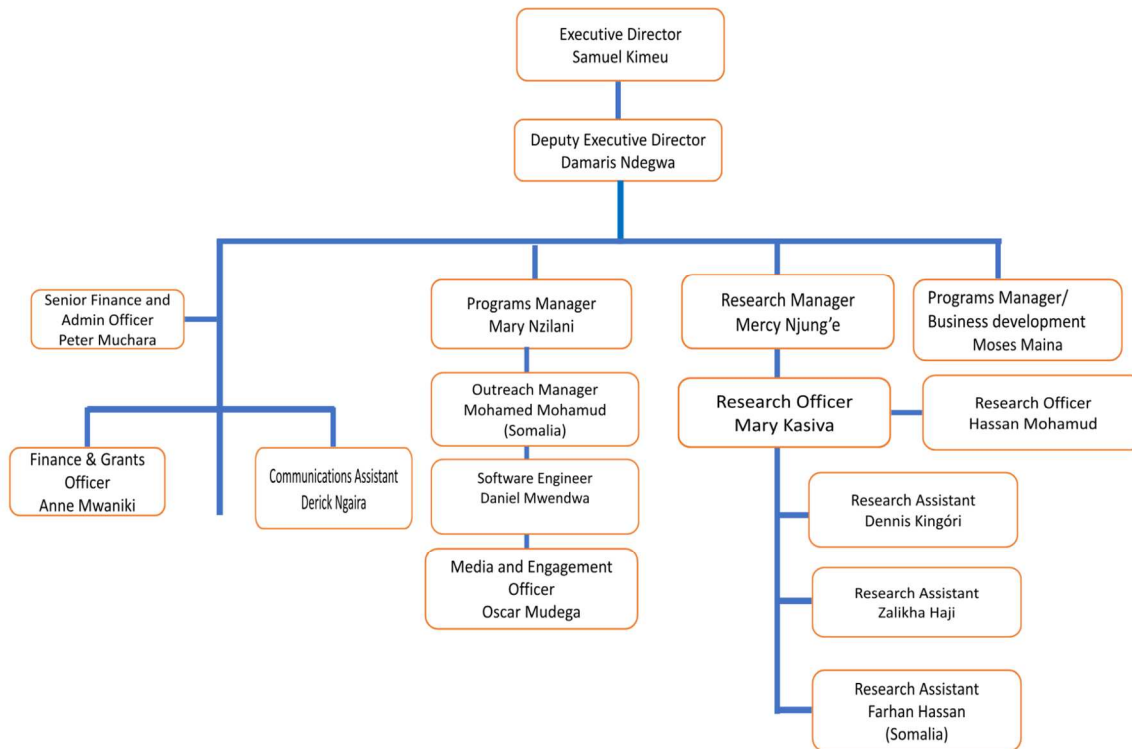 Executive Director
Samuel Kimeu
Deputy Executive Director
Damaris Ndegwa
Senior Finance and
Admin Officer
Peter Muchara
Programs Manager
Mary Nzilani
Research Manager
Mercy Njung’e
Programs Manager/
Business development
Moses Maina
Outreach Manager
Mohamed Mohamud
(Somalia)
Research Officer
Mary Kasiva
Research Officer
Hassan Mohamud
Finance & Grants
Officer
Anne Mwaniki
Communications Assistant
Derick Ngaira
Software Engineer
Daniel Mwendwa
Research Assistant
Dennis Kingóri
Media and Engagement
Officer
Oscar Mudega
Research Assistant
Zalikha Haji
Research Assistant
Farhan Hassan
(Somalia)